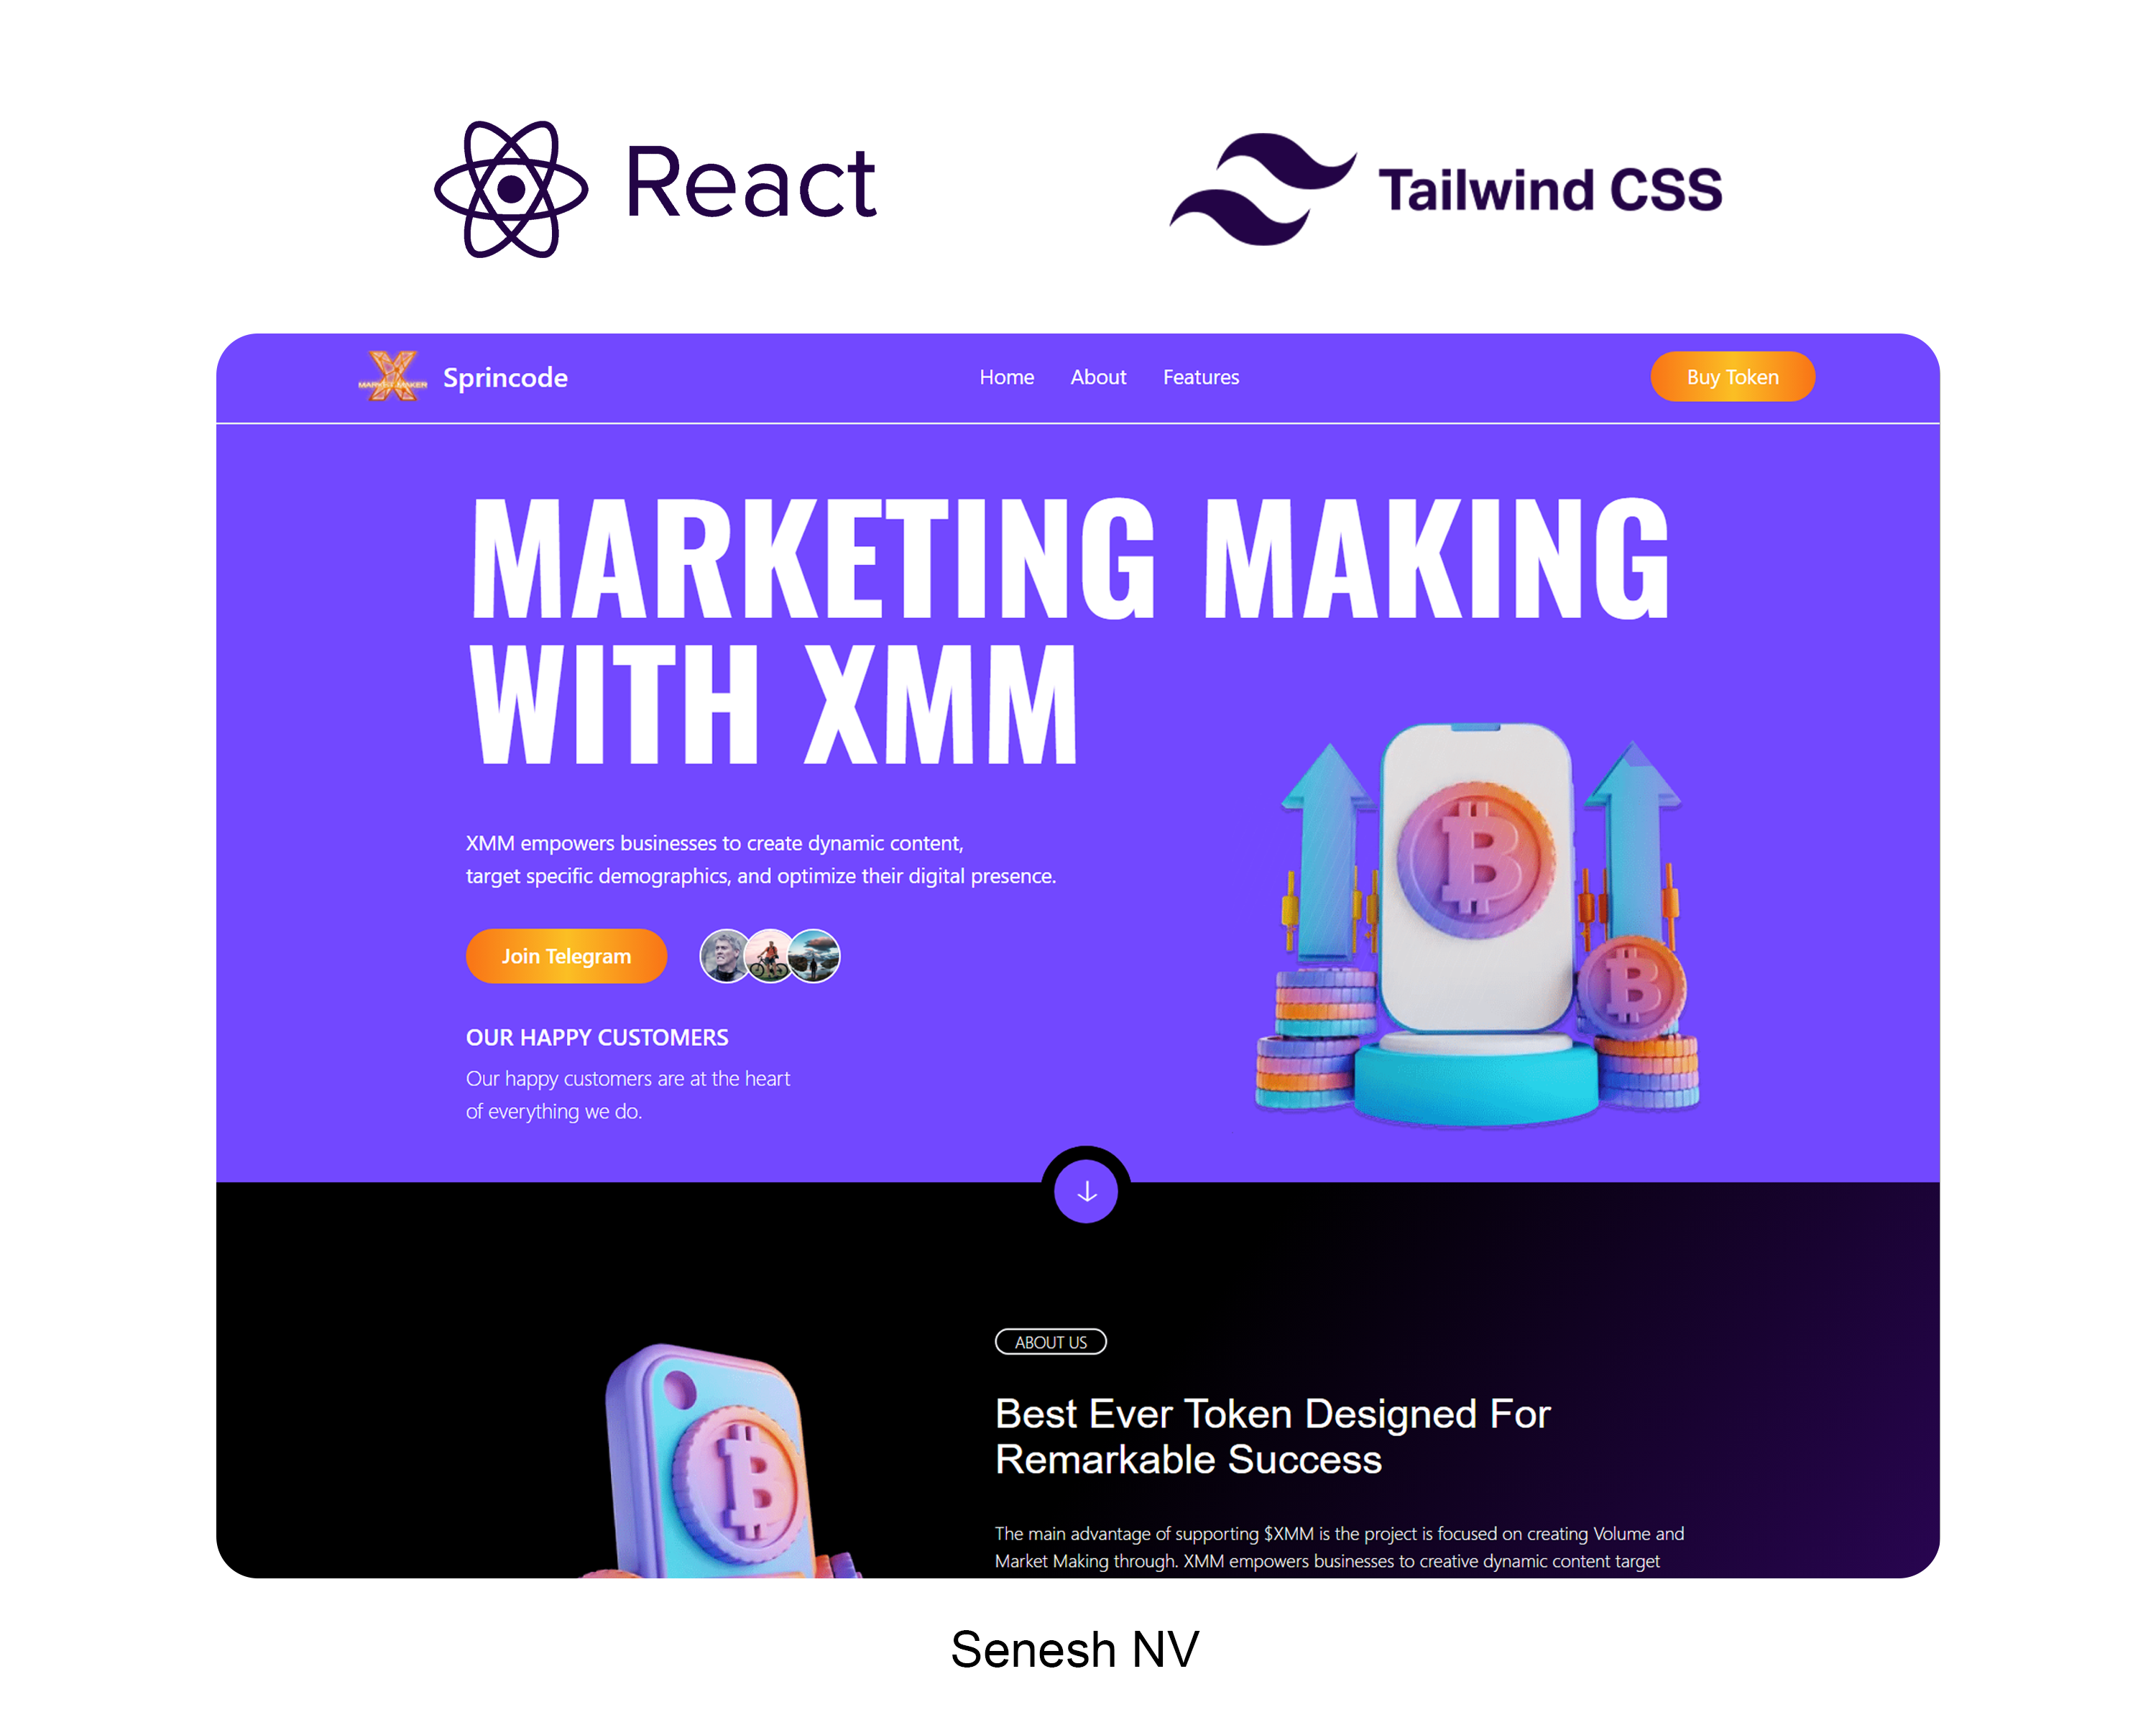 React
Tailwind CSS
MARKET MAKER
Sprincode
Home
About
Features
Buy Token
MARKETING MAKING
WITH XMM
XMM empowers businesses to create dynamic content,
target specific demographics, and optimize their digital presence.
Join Telegram
OUR HAPPY CUSTOMERS
Our happy customers are at the heart
of everything we do.
ABOUT US
Best Ever Token Designed For
Remarkable Success
The main advantage of supporting $XMM is the project is focused on creating Volume and
Market Making through. XMM empowers businesses to creative dynamic content target
Senesh NV